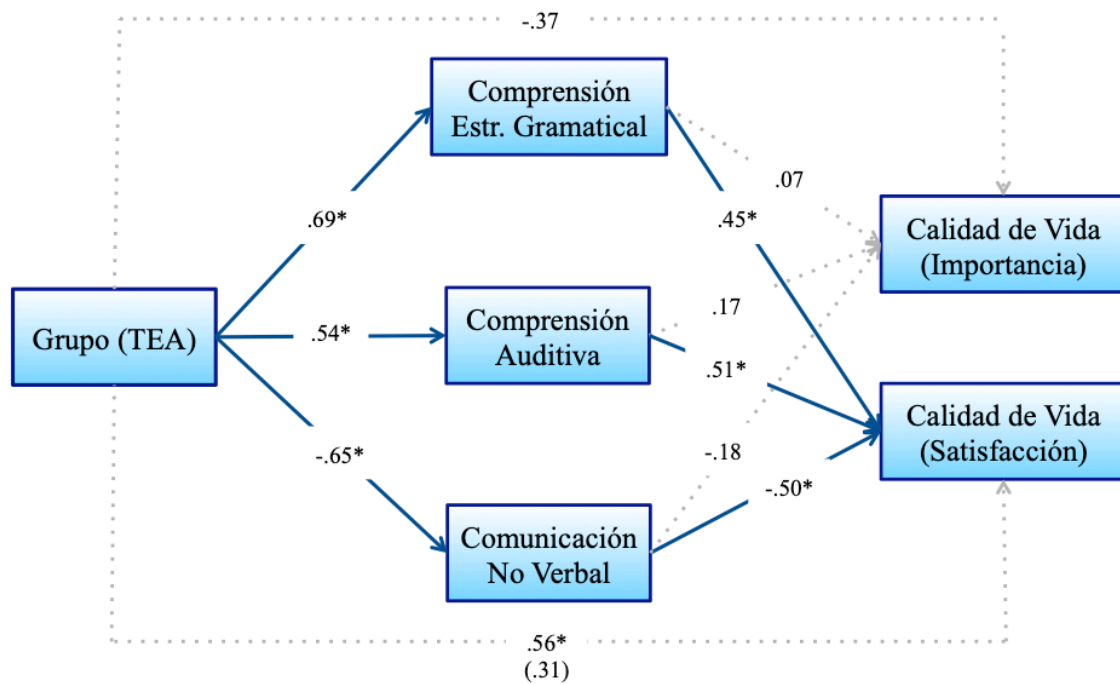 -.37
Comprensión
Estr. Gramatical
.07
.69*
.45*
Calidad de Vida
(Importancia)
Grupo (TEA)
.54*
Comprensión
Auditiva
.17
.51*
Calidad de Vida
(Satisfacción)
-.65*
-.18
-.50*
Comunicación
No Verbal
.56*
(.31)